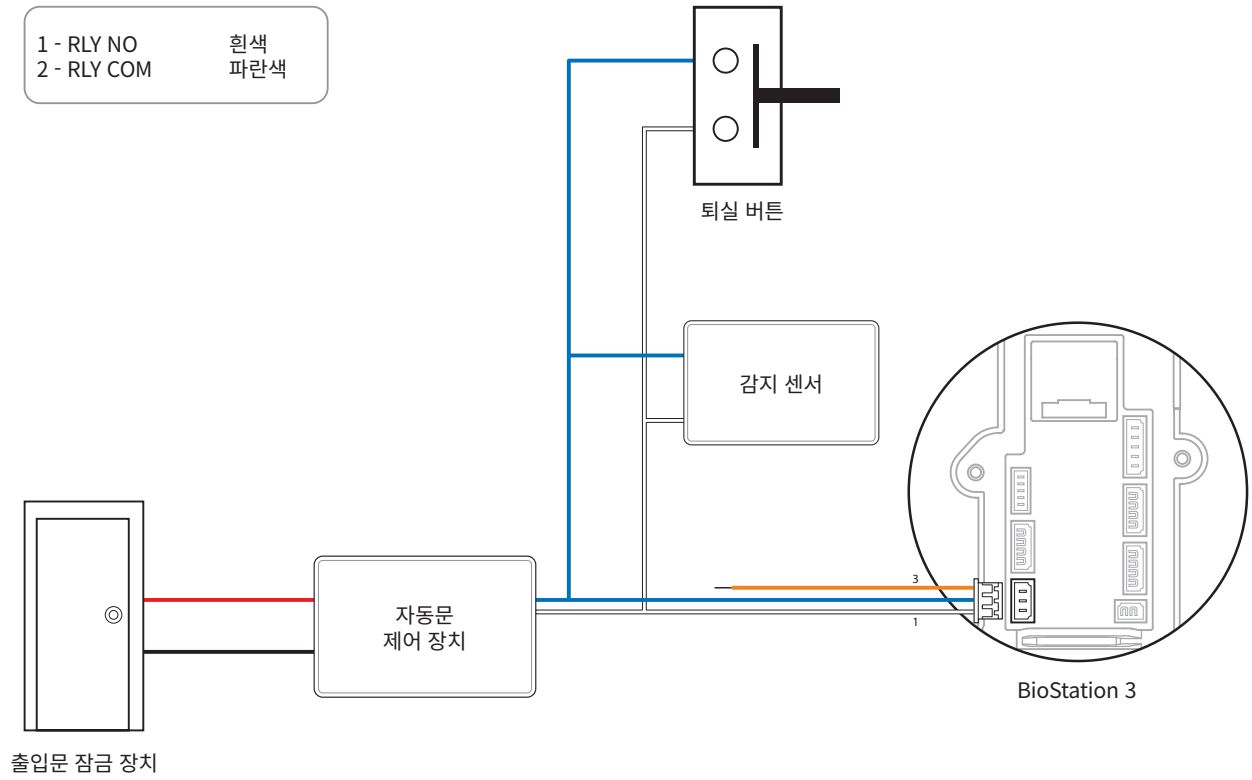 1 - RLY NO 흰색
2 - RLY COM 파란색
퇴실 버튼
감지 센서
3
자동문
제어 장치
1
BioStation 3
출입문 잠금 장치